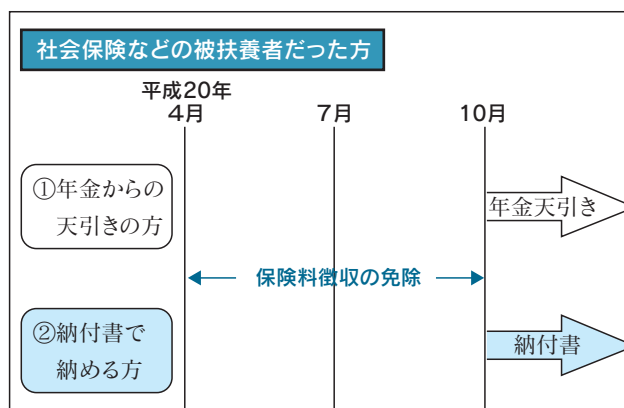 社会保険などの被扶養者だった方
平成20年
4月
7月
10月
①年金からの
天引きの方
年金天引き
保険料徴収の免除
②納付書で
納める方
納付書